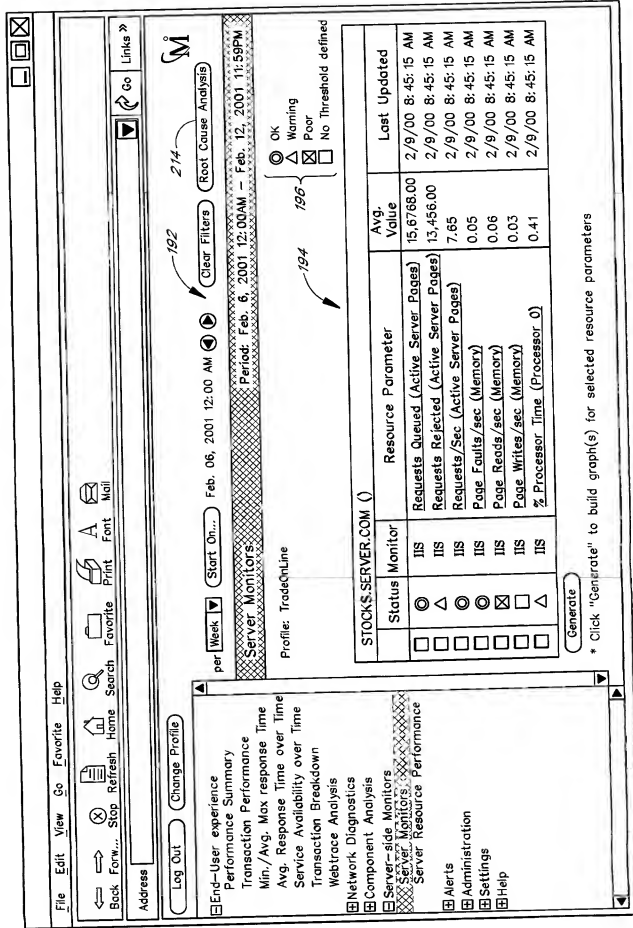 File Edit View Go Favorite Help
Back Forw... Stop Refresh Home Search Favorite Print Font Mail
Address
Go Links »
Log Out
Change Profile
End-User experience
Performance Summary
Transaction Performance
Min./Avg. Max response Time
Avg. Response Time over Time
Service Availability over Time
Transaction Breakdown
Webtrace Analysis
Network Diagnostics
Component Analysis
Server-side Monitors
Server Monitors
Server Resource Performance
Alerts
Administration
Settings
Help
per Week Start On... Feb. 06, 2001 12:00 AM Clear Filters Root Cause Analysis
192
214
M
Server Monitors: Period: Feb. 6, 2001 12:00AM – Feb. 12, 2001 11:59PM
Profile: TradeOnLine
OK
Warning
Poor
No Threshold defined
196
194
STOCKS.SERVER.COM ()
Status Monitor Resource Parameter Avg. Value Last Updated
IIS Requests Queued (Active Server Pages) 15,6768.00 2/9/00 8:45:15 AM
IIS Requests Rejected (Active Server Pages) 13,456.00 2/9/00 8:45:15 AM
IIS Requests/Sec (Active Server Pages) 7.65 2/9/00 8:45:15 AM
IIS Page Faults/sec (Memory) 0.05 2/9/00 8:45:15 AM
IIS Page Reads/sec (Memory) 0.06 2/9/00 8:45:15 AM
IIS Page Writes/sec (Memory) 0.03 2/9/00 8:45:15 AM
IIS % Processor Time (Processor 0) 0.41 2/9/00 8:45:15 AM
Generate
* Click "Generate" to build graph(s) for selected resource parameters